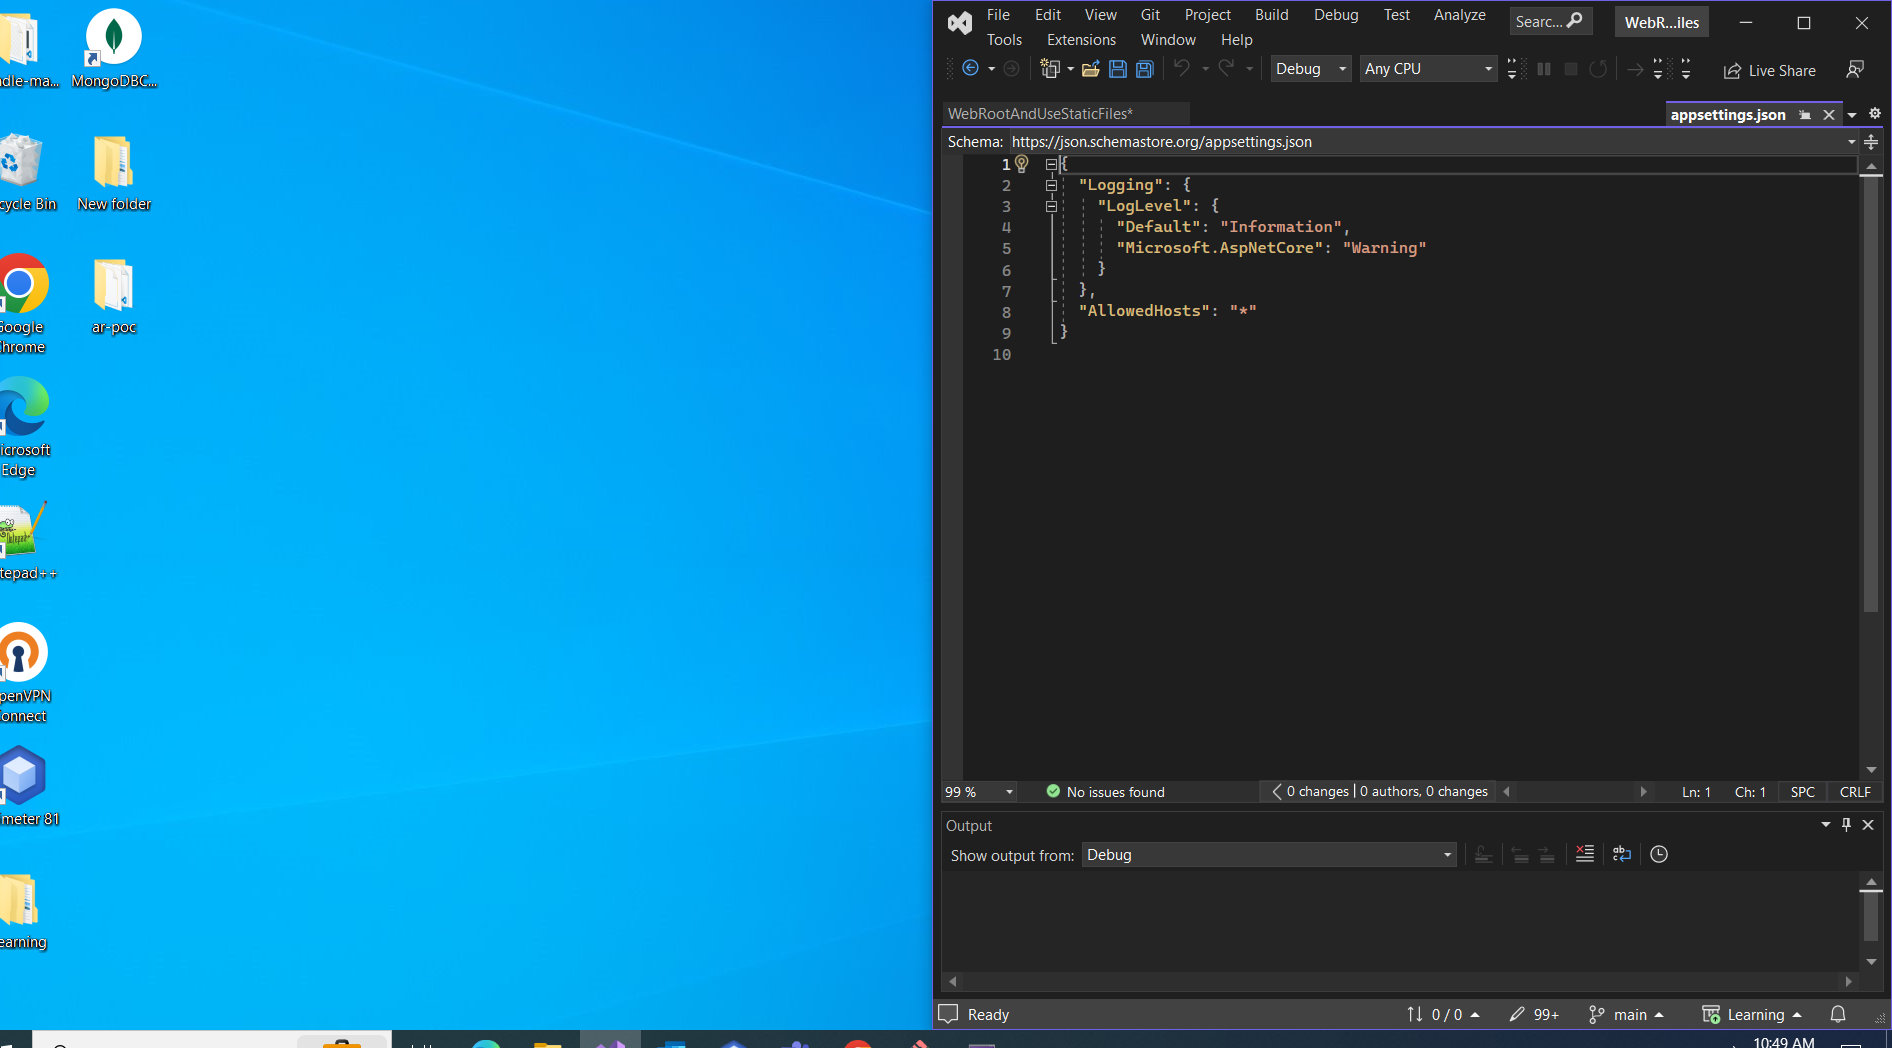 dle-ma...
MongoDBC...
cycle Bin
New folder
Google
Chrome
ar-poc
icrosoft
Edge
tepad++
penVPN
onnect
meter 81
earning
File Edit View Git Project Build Debug Test Analyze
Searc...
WebR...iles
Tools Extensions Window Help
Debug
Any CPU
Live Share
WebRootAndUseStaticFiles*
appsettings.json
Schema: https://json.schemastore.org/appsettings.json
1 {
2 "Logging": {
3 "LogLevel": {
4 "Default": "Information",
5 "Microsoft.AspNetCore": "Warning"
6 }
7 },
8 "AllowedHosts": "*"
9 }
10
99 %
No issues found
0 changes | 0 authors, 0 changes
Ln: 1 Ch: 1 SPC CRLF
Output
Show output from: Debug
Ready
0 / 0
99+
main
Learning
10:49 AM